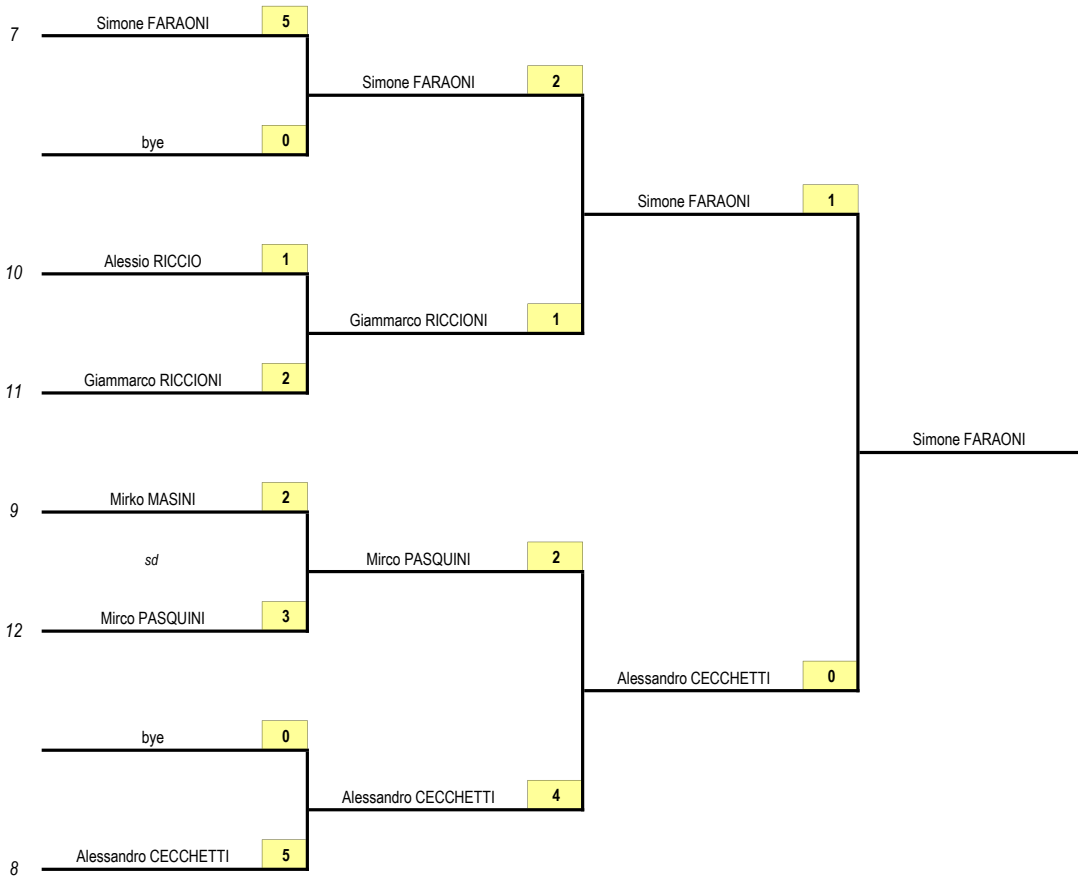 Simone FARAONI 5
7
Simone FARAONI 2
bye 0
Simone FARAONI 1
Alessio RICCIO 1
10
Giammarco RICCIONI 1
Giammarco RICCIONI 2
11
Simone FARAONI
Mirko MASINI 2
9
sd
Mirco PASQUINI 2
Mirco PASQUINI 3
12
Alessandro CECCHETTI 0
bye 0
Alessandro CECCHETTI 4
Alessandro CECCHETTI 5
8